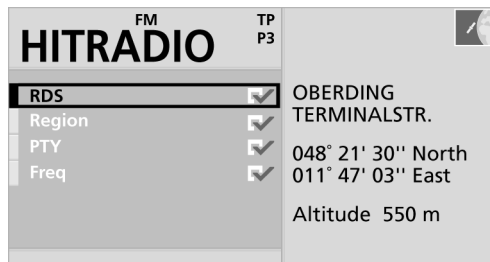 FM TP
HITRADIO P3
RDS
Region
PTY
Freq
OBERDING
TERMINALSTR.
048° 21' 30'' North
011° 47' 03'' East
Altitude 550 m